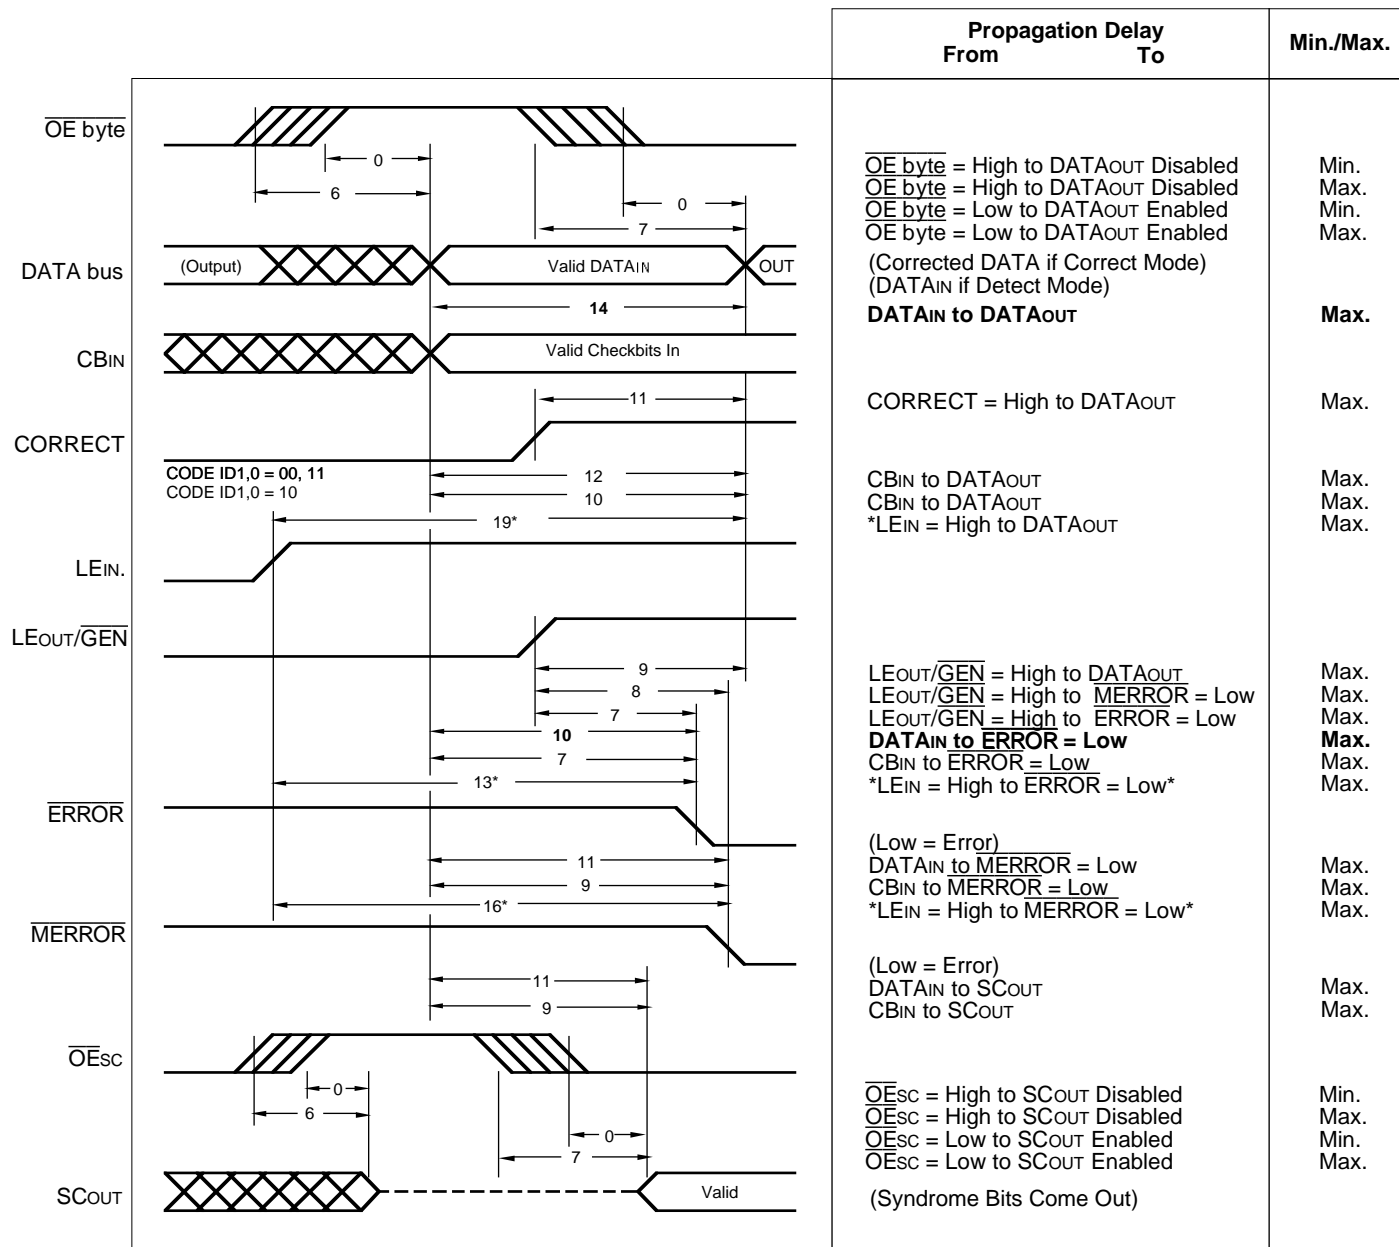 Propagation Delay
From To
Min./Max.
OE byte
0
6
0
7
OE byte = High to DATAOUT Disabled Min.
OE byte = High to DATAOUT Disabled Max.
OE byte = Low to DATAOUT Enabled Min.
OE byte = Low to DATAOUT Enabled Max.
DATA bus
(Output)
Valid DATAIN
OUT
(Corrected DATA if Correct Mode)
(DATAIN if Detect Mode)
14
DATAIN to DATAOUT Max.
CBIN
Valid Checkbits In
11
CORRECT = High to DATAOUT Max.
CORRECT
CODE ID1,0 = 00, 11
12
CBIN to DATAOUT Max.
CODE ID1,0 = 10
10
CBIN to DATAOUT Max.
19*
*LEIN = High to DATAOUT Max.
LEIN.
LEOUT/GEN
9
LEOUT/GEN = High to DATAOUT Max.
8
LEOUT/GEN = High to MERROR = Low Max.
7
LEOUT/GEN = High to ERROR = Low Max.
10
DATAIN to ERROR = Low Max.
7
CBIN to ERROR = Low Max.
13*
*LEIN = High to ERROR = Low* Max.
ERROR
(Low = Error)
11
DATAIN to MERROR = Low Max.
9
CBIN to MERROR = Low Max.
16*
*LEIN = High to MERROR = Low* Max.
MERROR
(Low = Error)
11
DATAIN to SCOUT Max.
9
CBIN to SCOUT Max.
OESC
0
6
0
7
OESC = High to SCOUT Disabled Min.
OESC = High to SCOUT Disabled Max.
OESC = Low to SCOUT Enabled Min.
OESC = Low to SCOUT Enabled Max.
SCOUT
Valid
(Syndrome Bits Come Out)